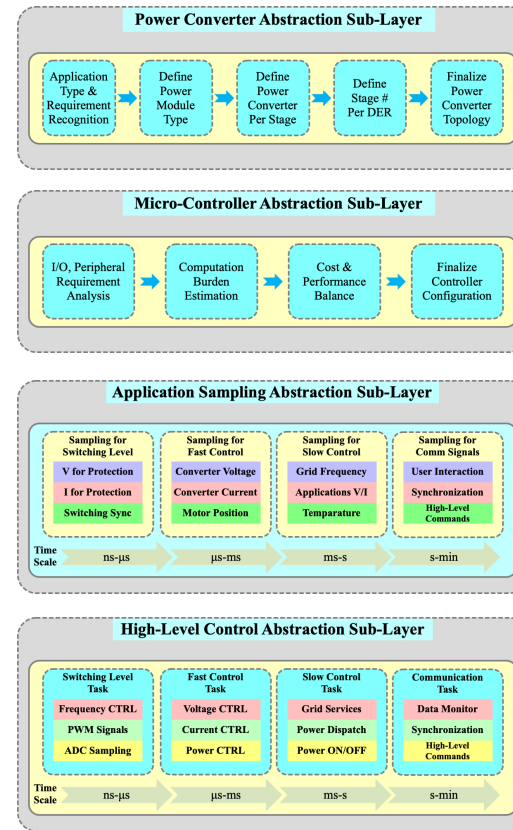 Power Converter Abstraction Sub-Layer
Application
Type &
Requirement
Recognition
Define
Power
Module
Type
Define
Power
Converter
Per Stage
Define
Stage #
Per DER
Finalize
Power
Converter
Topology
Micro-Controller Abstraction Sub-Layer
I/O, Peripheral
Requirement
Analysis
Computation
Burden
Estimation
Cost &
Performance
Balance
Finalize
Controller
Configuration
Application Sampling Abstraction Sub-Layer
Sampling for
Switching Level
V for Protection
I for Protection
Switching Sync
Sampling for
Fast Control
Converter Voltage
Converter Current
Motor Position
Sampling for
Slow Control
Grid Frequency
Applications V/I
Temparature
Sampling for
Comm Signals
User Interaction
Synchronization
High-Level
Commands
Time
Scale
ns-μs
μs-ms
ms-s
s-min
High-Level Control Abstraction Sub-Layer
Switching Level
Task
Frequency CTRL
PWM Signals
ADC Sampling
Fast Control
Task
Voltage CTRL
Current CTRL
Power CTRL
Slow Control
Task
Grid Services
Power Dispatch
Power ON/OFF
Communication
Task
Data Monitor
Synchronization
High-Level
Commands
Time
Scale
ns-μs
μs-ms
ms-s
s-min